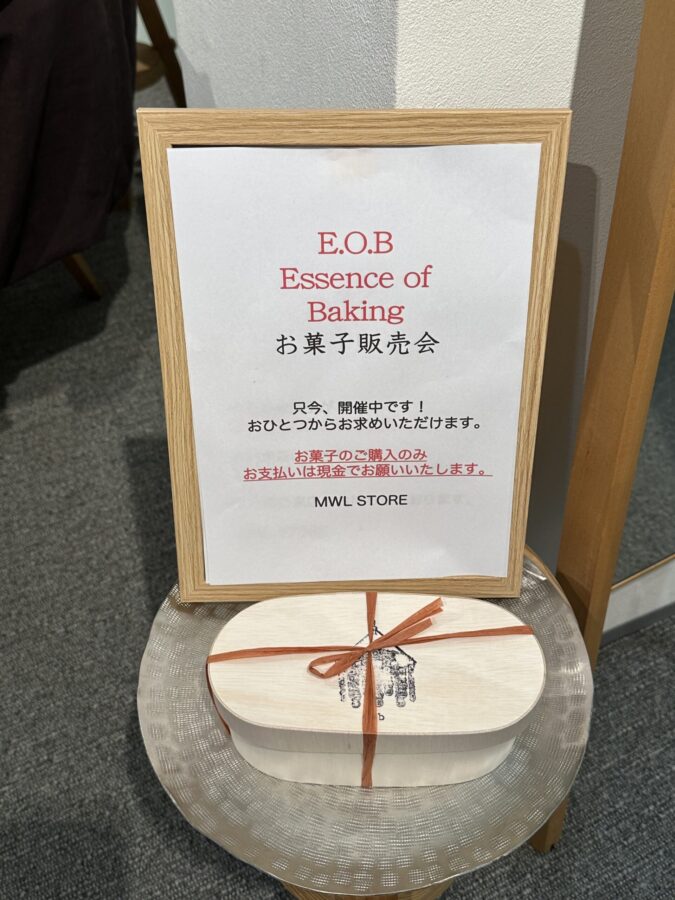 E.O.B
Essence of
Baking
お菓子販売会
只今、開催中です！
おひとつからお求めいただけます。
お菓子のご購入のみ
お支払いは現金でお願いいたします。
MWL STORE